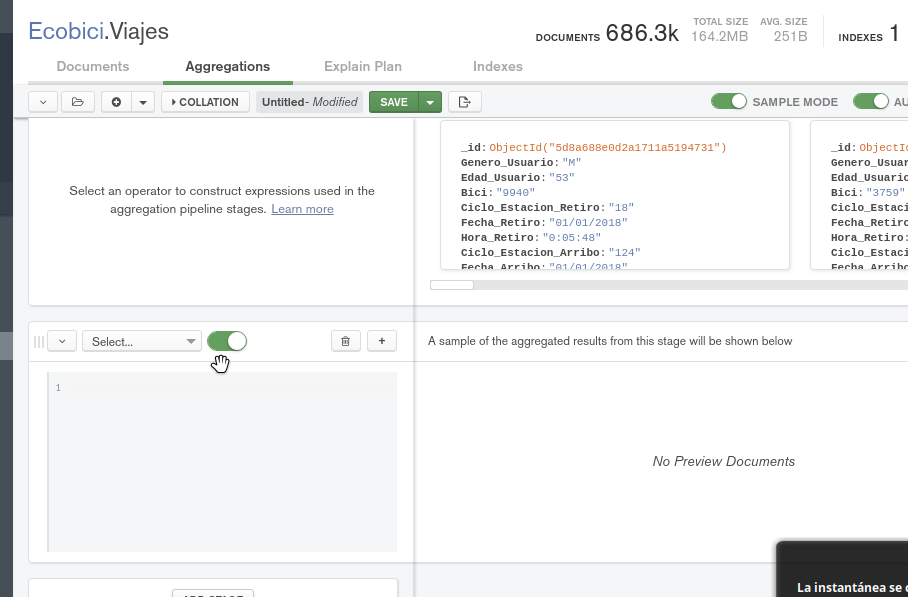 Ecobici.Viajes
DOCUMENTS 686.3k TOTAL SIZE 164.2MB AVG. SIZE 251B INDEXES 1
Documents Aggregations Explain Plan Indexes
COLLATION Untitled- Modified SAVE SAMPLE MODE AU
Select an operator to construct expressions used in the
aggregation pipeline stages. Learn more
_id:ObjectId("5d8a688e0d2a1711a5194731")
Genero_Usuario:"M"
Edad_Usuario:"53"
Bici:"9940"
Ciclo_Estacion_Retiro:"18"
Fecha_Retiro:"01/01/2018"
Hora_Retiro:"0:05:48"
Ciclo_Estacion_Arribo:"124"
Fecha_Arribo:"01/01/2018"
_id:ObjectId
Genero_Usuar
Edad_Usuario
Bici:"3759"
Ciclo_Estaci
Fecha_Retiro
Hora_Retiro:
Ciclo_Estaci
Fecha_Arribo
Select...
A sample of the aggregated results from this stage will be shown below
1
No Preview Documents
ADD STAGE
La instantánea se